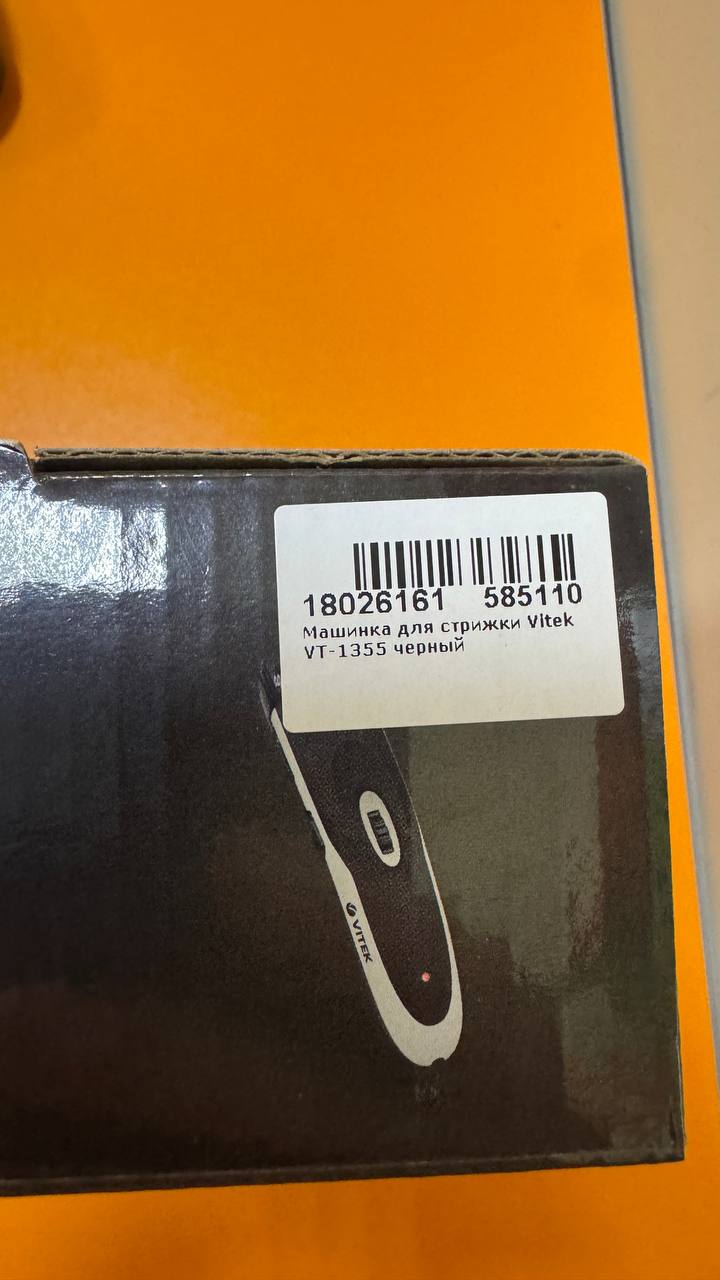 18026161 585110
Машинка для стрижки Vitek
VT-1355 черный
VITEK